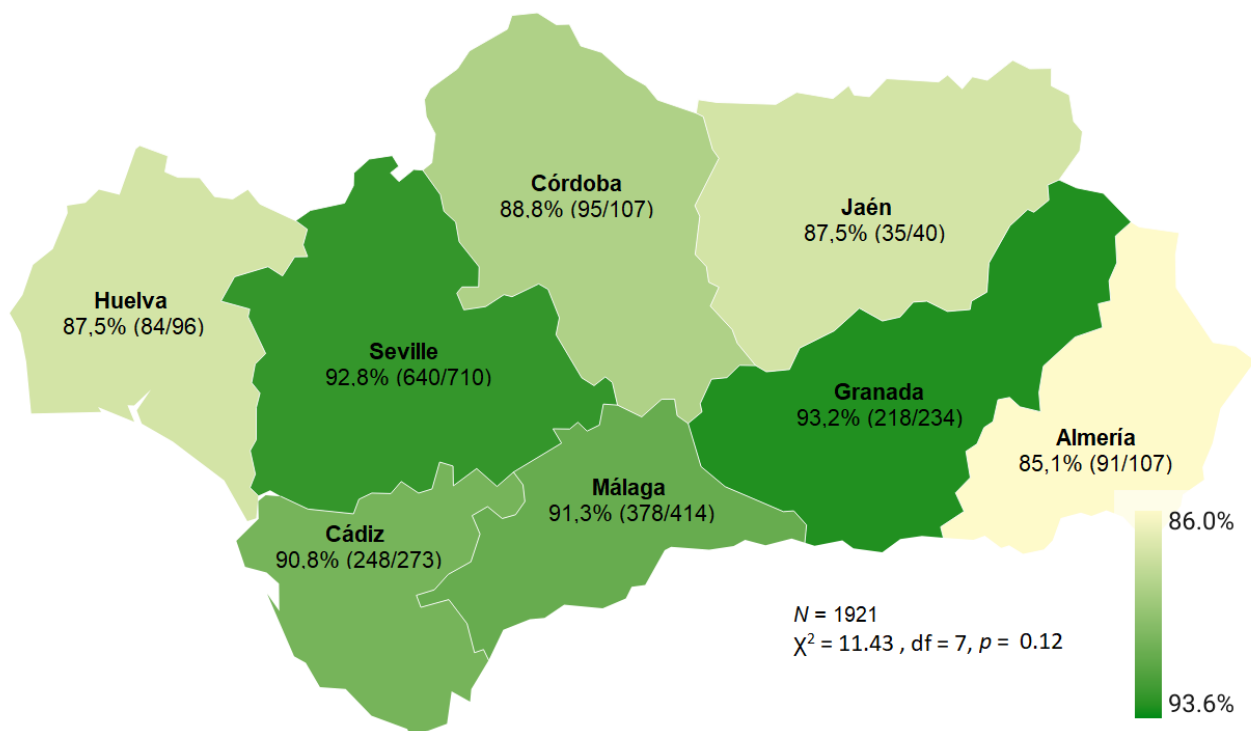 Córdoba
88,8% (95/107)
Jaén
87,5% (35/40)
Huelva
87,5% (84/96)
Seville
92,8% (640/710)
Granada
93,2% (218/234)
Almería
85,1% (91/107)
Málaga
91,3% (378/414)
Cádiz
90,8% (248/273)
86.0%
93.6%
N = 1921
χ² = 11.43 , df = 7, p = 0.12